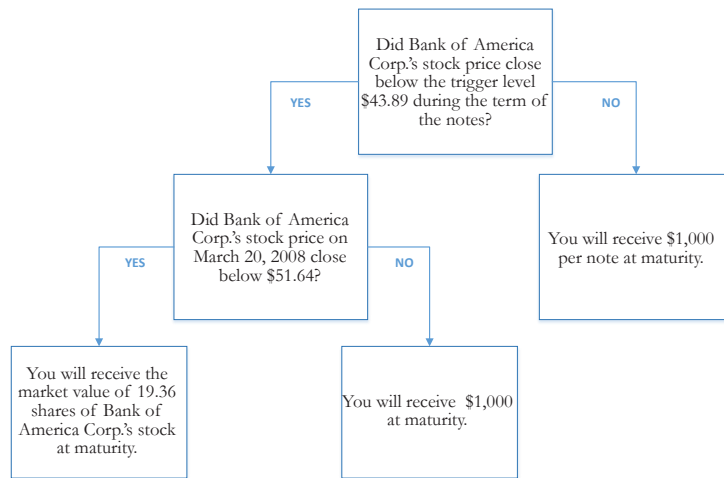 Did Bank of America
Corp.'s stock price close
below the trigger level
$43.89 during the term of
the notes?
YES
NO
Did Bank of America
Corp.'s stock price on
March 20, 2008 close
below $51.64?
You will receive $1,000
per note at maturity.
YES
NO
You will receive the
market value of 19.36
shares of Bank of
America Corp.'s stock
at maturity.
You will receive $1,000
at maturity.